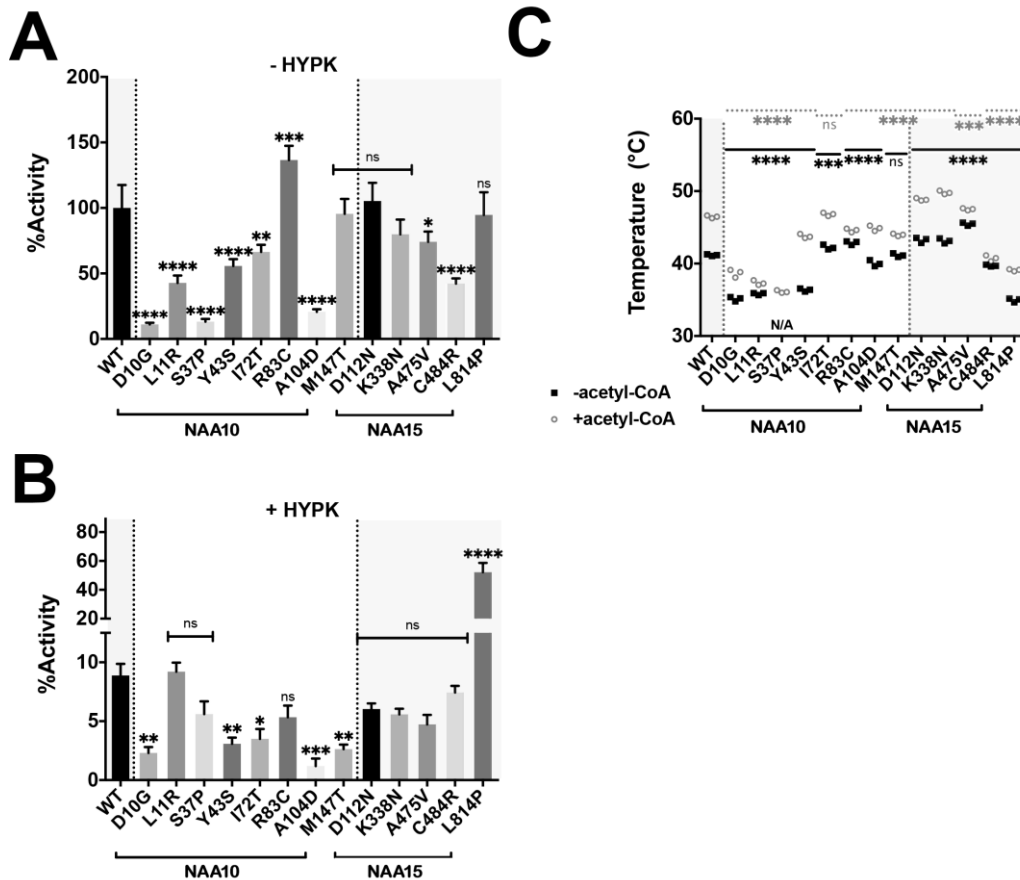 A
- HYPK
%Activity
200
150
100
50
0
****
****
****
****
**
***
****
ns
*
****
ns
WT
D10G
L11R
S37P
Y43S
I72T
R83C
A104D
M147T
D112N
K338N
A475V
C484R
L814P
NAA10
NAA15
B
+ HYPK
%Activity
80
60
40
20
10
5
0
**
ns
**
*
ns
***
**
ns
****
WT
D10G
L11R
S37P
Y43S
I72T
R83C
A104D
M147T
D112N
K338N
A475V
C484R
L814P
NAA10
NAA15
C
Temperature (°C)
60
50
40
30
****
ns
****
***
****
****
***
****
ns
****
N/A
WT
D10G
L11R
S37P
Y43S
I72T
R83C
A104D
M147T
D112N
K338N
A475V
C484R
L814P
-acetyl-CoA
+acetyl-CoA
NAA10
NAA15